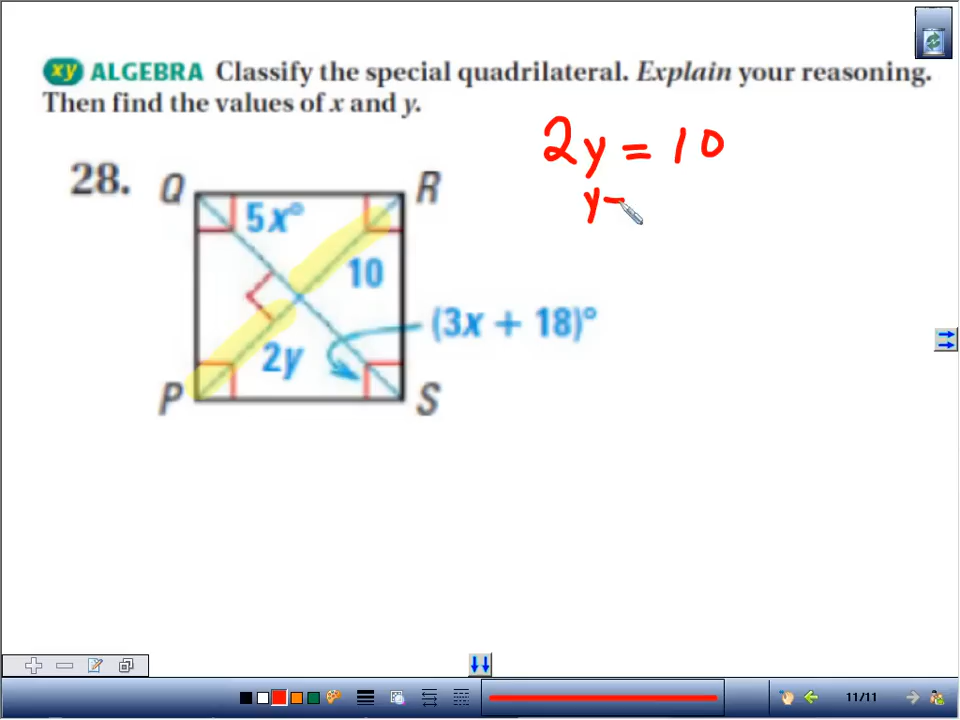 xy ALGEBRA Classify the special quadrilateral. Explain your reasoning.
Then find the values of x and y.
2y = 10
y =
28.
Q
R
5x°
10
(3x + 18)°
2y
P
S
11/11